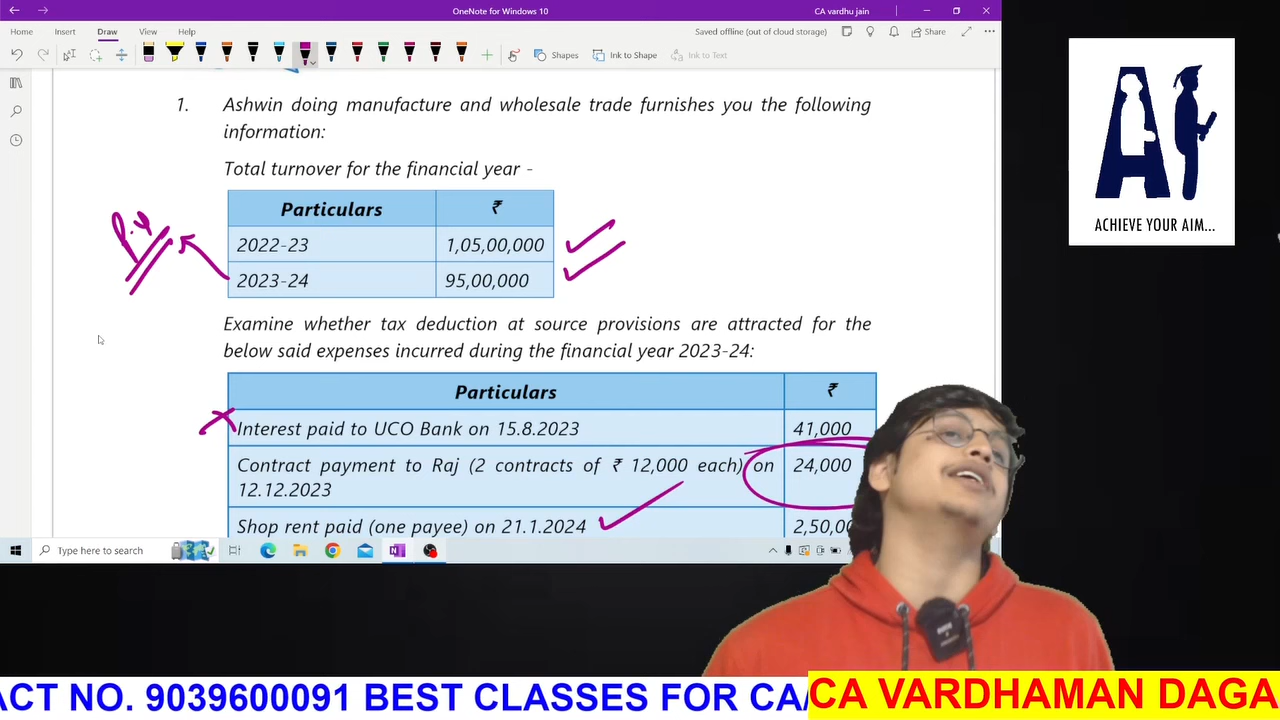 OneNote for Windows 10
CA vardhu jain
Home Insert Draw View Help
Saved offline (out of cloud storage)
Share
Shapes
Ink to Shape
Ink to Text
1. Ashwin doing manufacture and wholesale trade furnishes you the following
information:
Total turnover for the financial year -
Particulars ₹
2022-23 1,05,00,000
2023-24 95,00,000
P.Y
Examine whether tax deduction at source provisions are attracted for the
below said expenses incurred during the financial year 2023-24:
Particulars ₹
Interest paid to UCO Bank on 15.8.2023 41,000
Contract payment to Raj (2 contracts of ₹ 12,000 each) on 24,000
12.12.2023
Shop rent paid (one payee) on 21.1.2024 2,50,00
Type here to search
ACHIEVE YOUR AIM...
ACT NO. 9039600091 BEST CLASSES FOR CA
CA VARDHAMAN DAGA